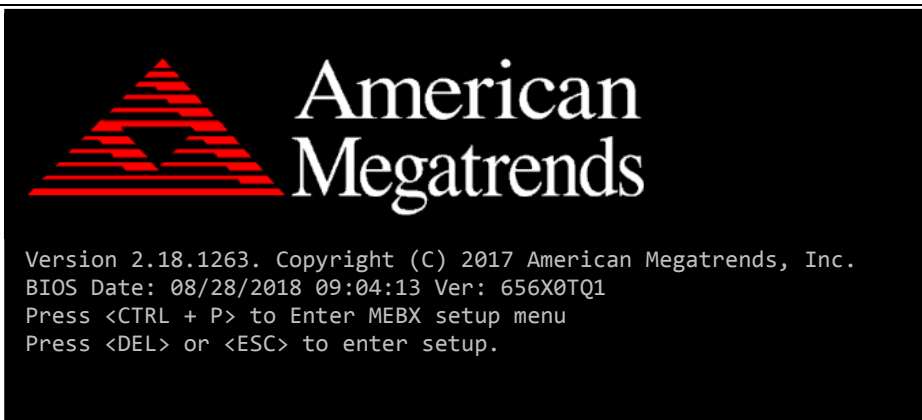 American
Megatrends
Version 2.18.1263. Copyright (C) 2017 American Megatrends, Inc.
BIOS Date: 08/28/2018 09:04:13 Ver: 656X0TQ1
Press <CTRL + P> to Enter MEBX setup menu
Press <DEL> or <ESC> to enter setup.